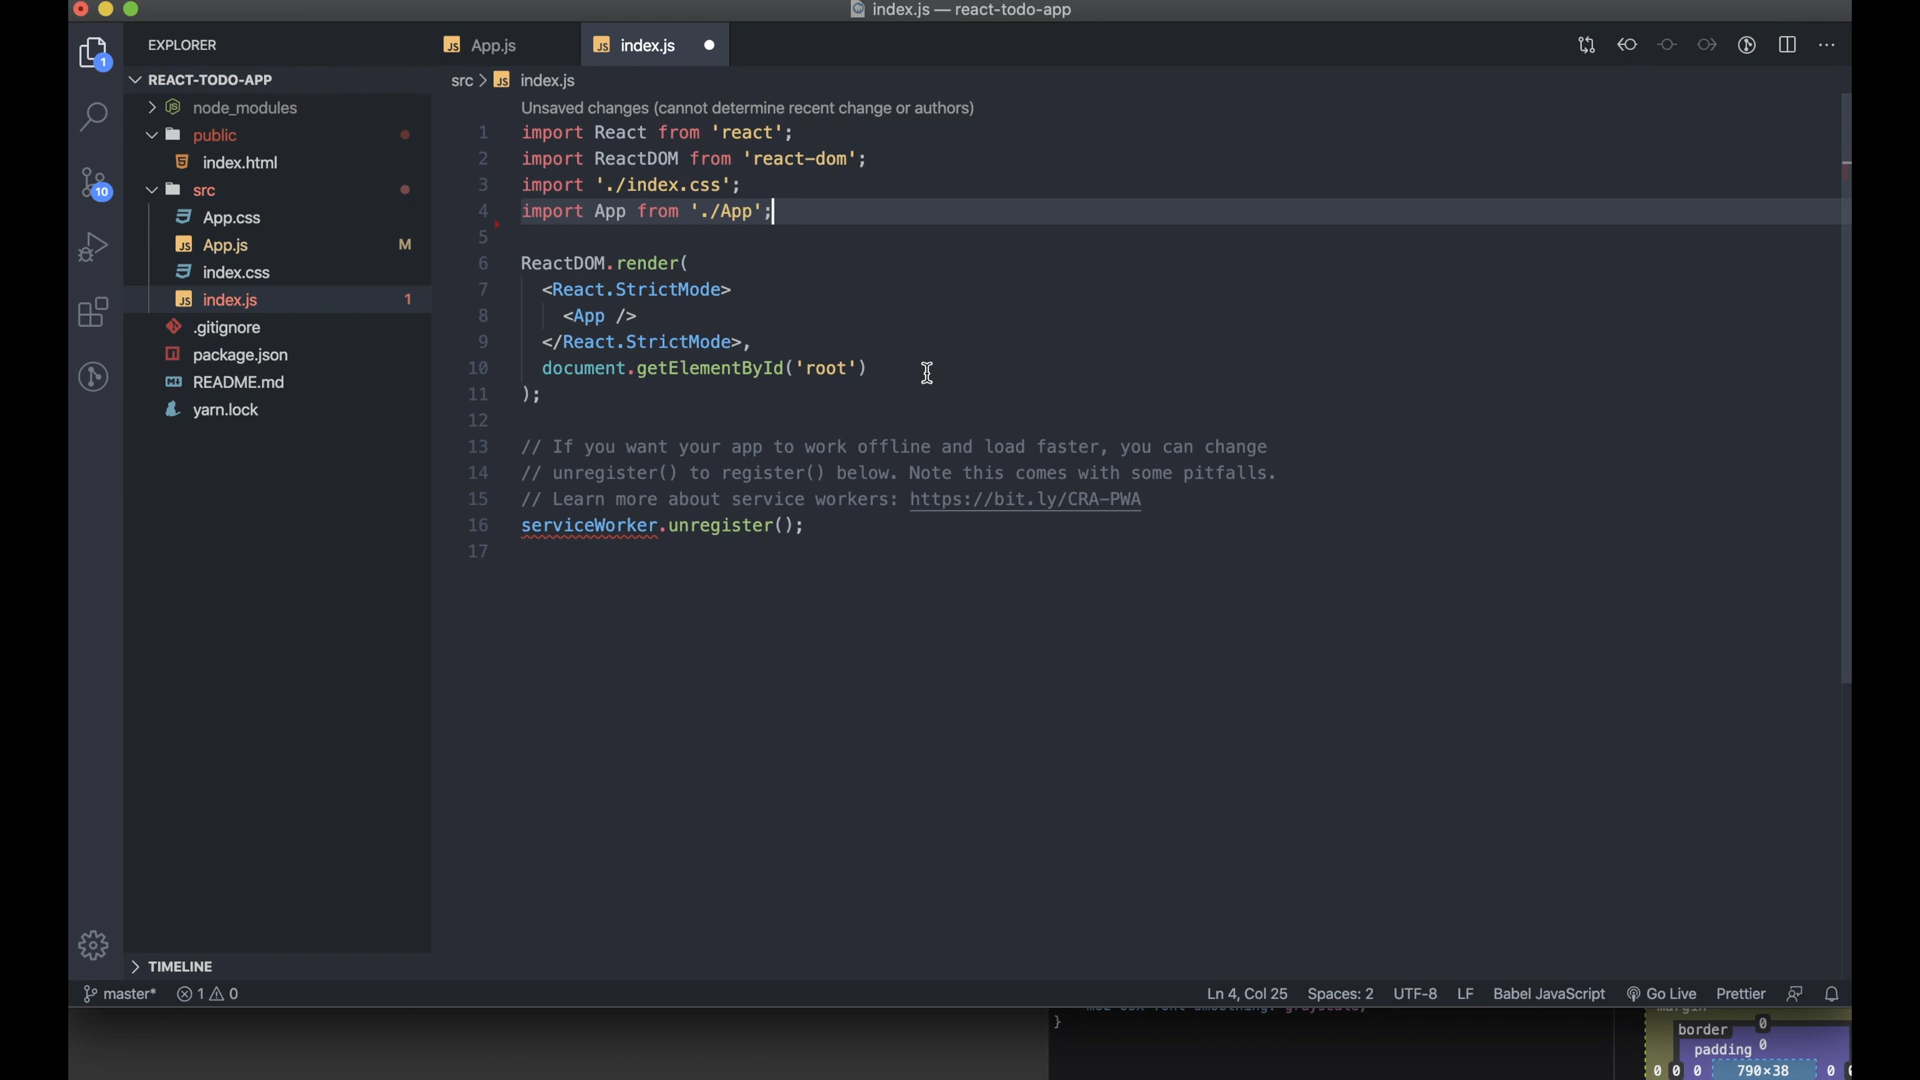 index.js — react-todo-app
EXPLORER
App.js
index.js
1
REACT-TODO-APP
src > index.js
node_modules
public
index.html
src
App.css
App.js M
index.css
index.js 1
.gitignore
package.json
README.md
yarn.lock
10
Unsaved changes (cannot determine recent change or authors)
1 import React from 'react';
2 import ReactDOM from 'react-dom';
3 import './index.css';
4 import App from './App';
5
6 ReactDOM.render(
7 <React.StrictMode>
8 <App />
9 </React.StrictMode>,
10 document.getElementById('root')
11 );
12
13 // If you want your app to work offline and load faster, you can change
14 // unregister() to register() below. Note this comes with some pitfalls.
15 // Learn more about service workers: https://bit.ly/CRA-PWA
16 serviceWorker.unregister();
17
TIMELINE
master* 1 0
Ln 4, Col 25 Spaces: 2 UTF-8 LF Babel JavaScript Go Live Prettier
}
border 0
padding 0
0 0 0 790×38 0 0